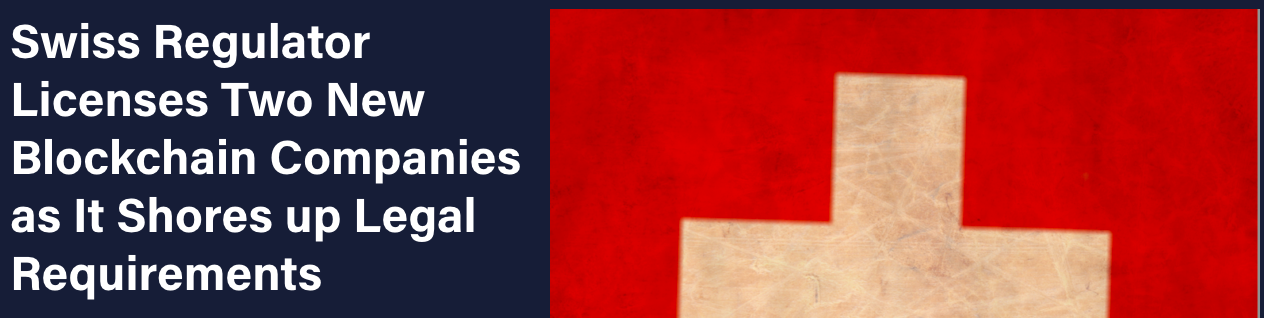 Swiss Regulator
Licenses Two New
Blockchain Companies
as It Shores up Legal
Requirements